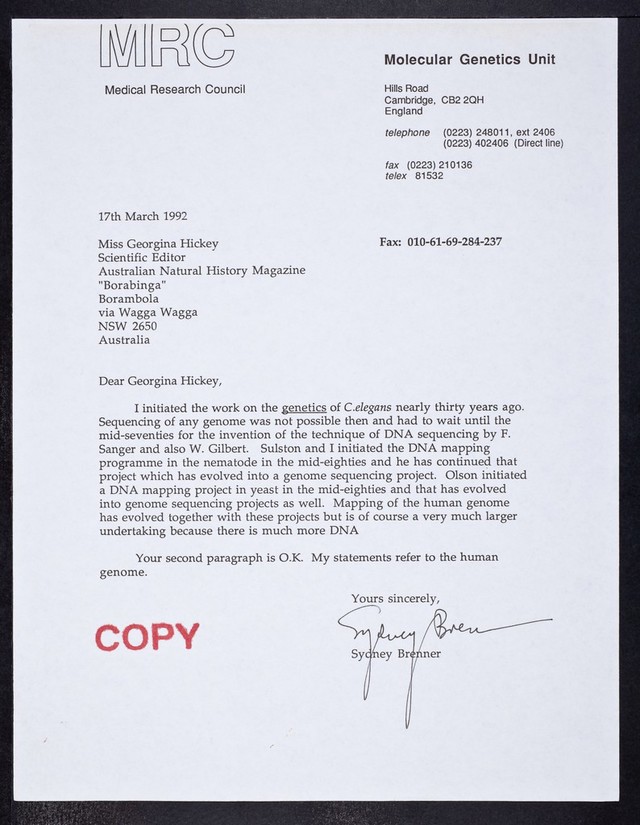 MRC
Medical Research Council
Molecular Genetics Unit
Hills Road
Cambridge, CB2 2QH
England
telephone (0223) 248011, ext 2406
(0223) 402406 (Direct line)
fax (0223) 210136
telex 81532
17th March 1992
Miss Georgina Hickey
Scientific Editor
Australian Natural History Magazine
"Borabinga"
Borambola
via Wagga Wagga
NSW 2650
Australia
Fax: 010-61-69-284-237
Dear Georgina Hickey,
I initiated the work on the genetics of C.elegans nearly thirty years ago.
Sequencing of any genome was not possible then and had to wait until the
mid-seventies for the invention of the technique of DNA sequencing by F.
Sanger and also W. Gilbert. Sulston and I initiated the DNA mapping
programme in the nematode in the mid-eighties and he has continued that
project which has evolved into a genome sequencing project. Olson initiated
a DNA mapping project in yeast in the mid-eighties and that has evolved
into genome sequencing projects as well. Mapping of the human genome
has evolved together with these projects but is of course a very much larger
undertaking because there is much more DNA
Your second paragraph is O.K. My statements refer to the human
genome.
Yours sincerely,
Sydney Brenner
Sydney Brenner
COPY